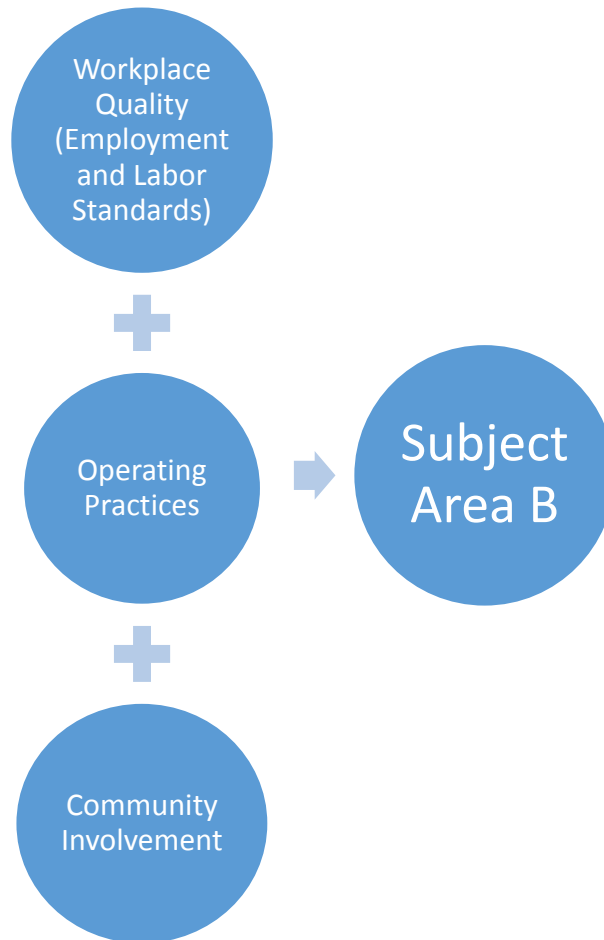 Workplace
Quality
(Employment
and Labor
Standards)
Operating
Practices
Subject
Area B
Community
Involvement